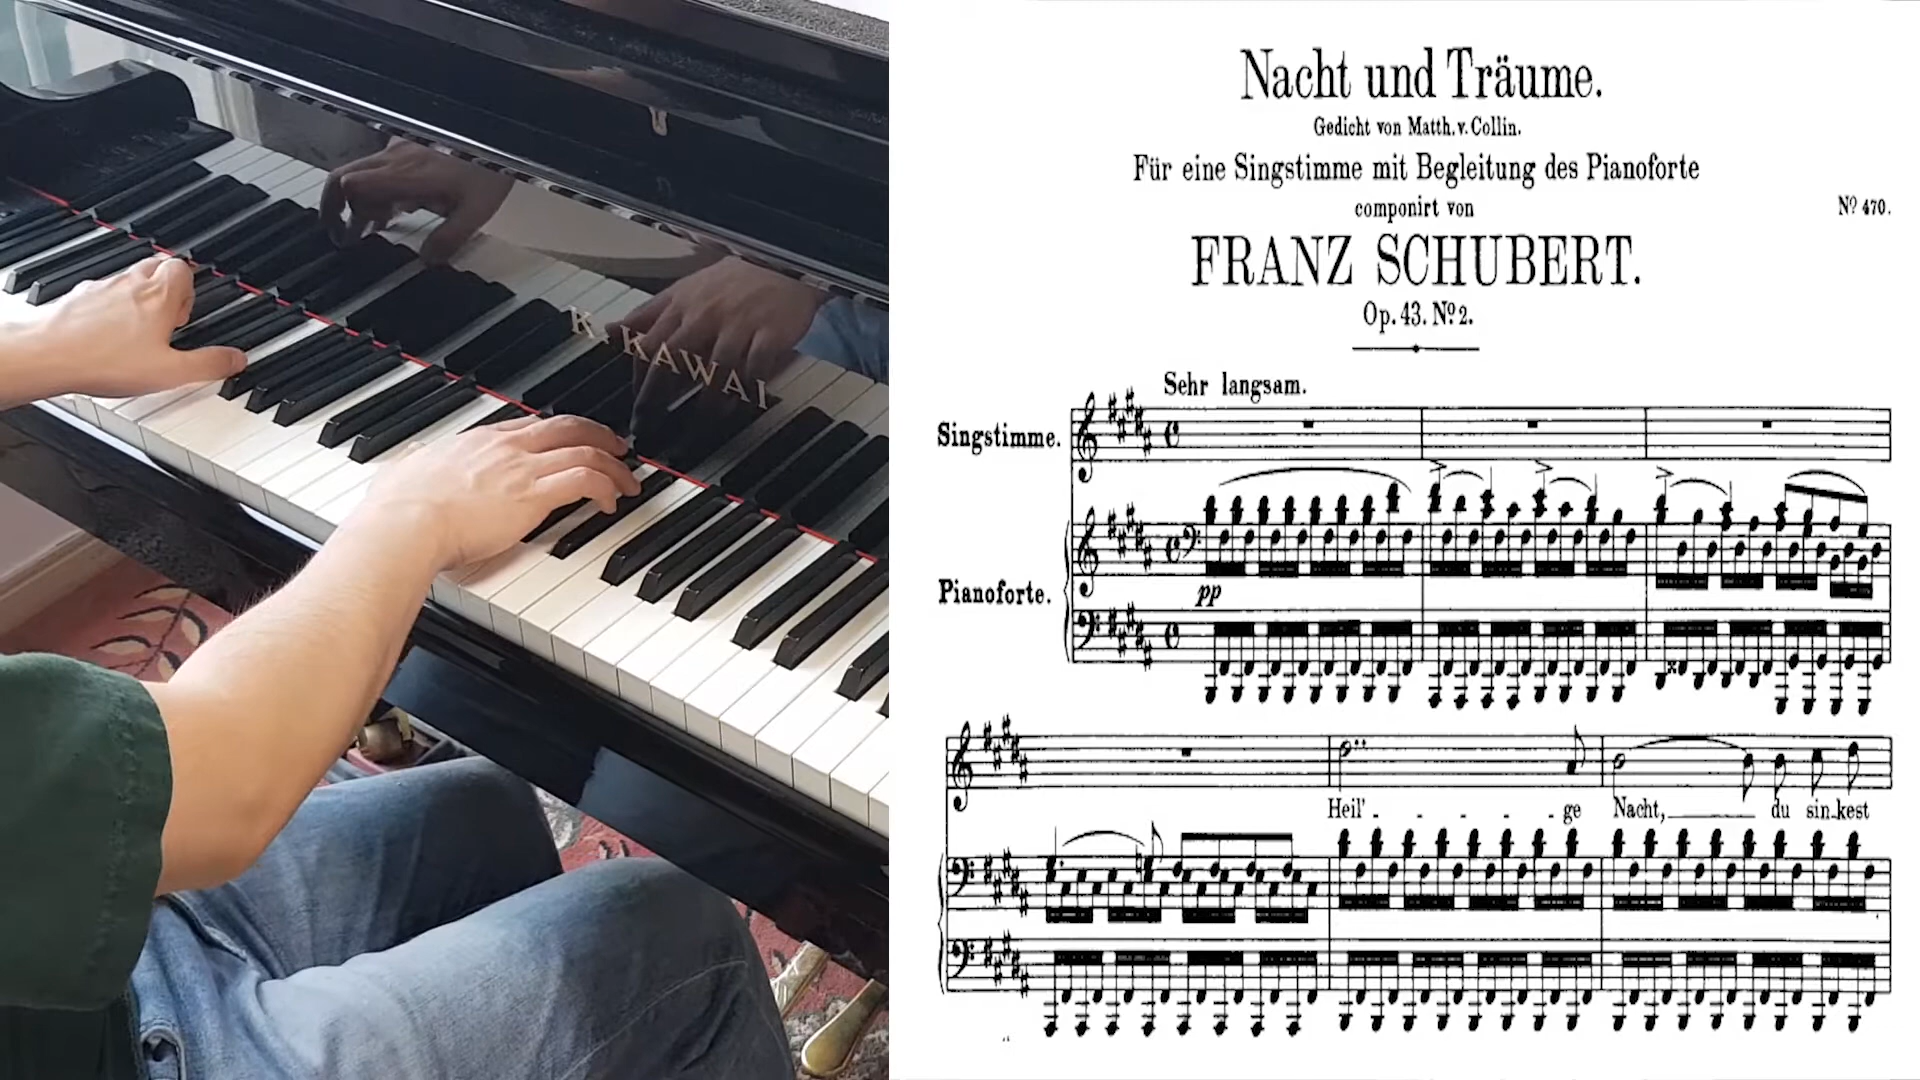 K. KAWAI
Nacht und Träume.
Gedicht von Matth. v. Collin.
Für eine Singstimme mit Begleitung des Pianoforte
componirt von
Nº 470.
FRANZ SCHUBERT.
Op. 43. Nº 2.
Sehr langsam.
Singstimme.
Pianoforte.
pp
Heil' - - - - - ge Nacht, du sin-kest